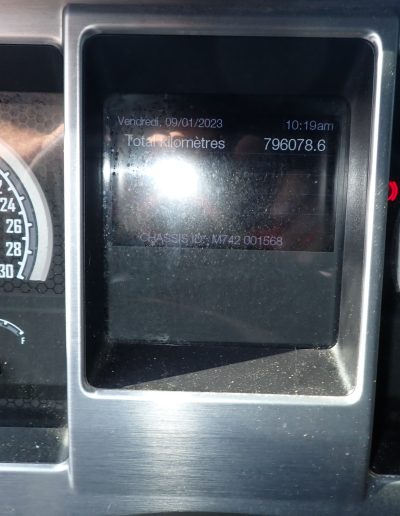 Vendredi, 09/01/2023 10:19am
Total kilomètres 796078.6
CHASSIS ID: M742 001568
24
26
28
30